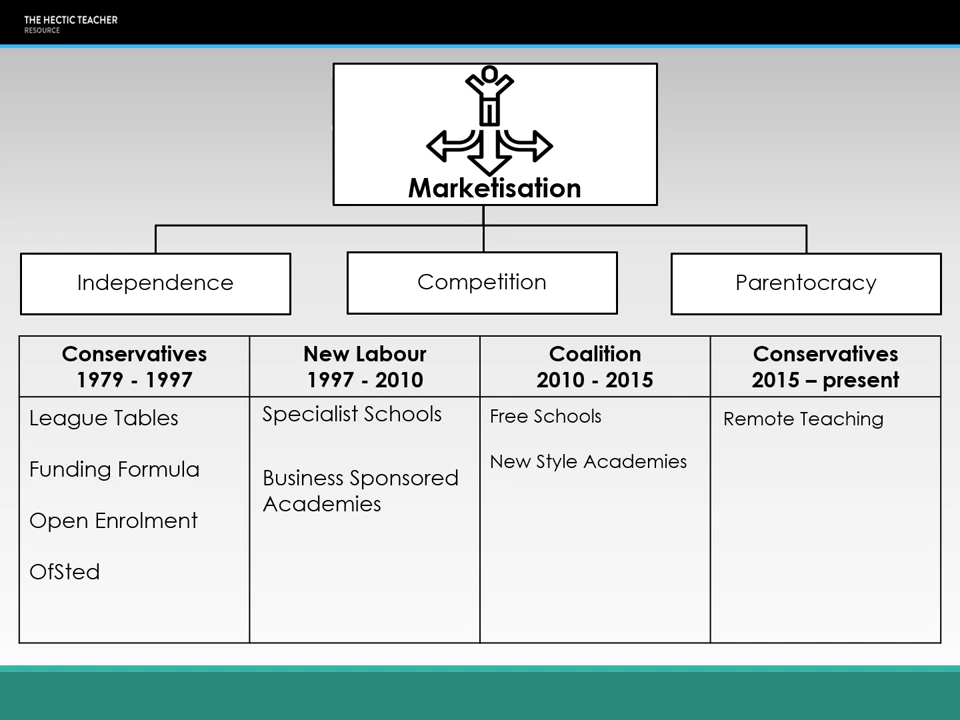 THE HECTIC TEACHER
RESOURCE
Marketisation
Independence
Competition
Parentocracy
Conservatives
1979 - 1997
New Labour
1997 - 2010
Coalition
2010 - 2015
Conservatives
2015 – present
League Tables
Funding Formula
Open Enrolment
OfSted
Specialist Schools
Business Sponsored
Academies
Free Schools
New Style Academies
Remote Teaching